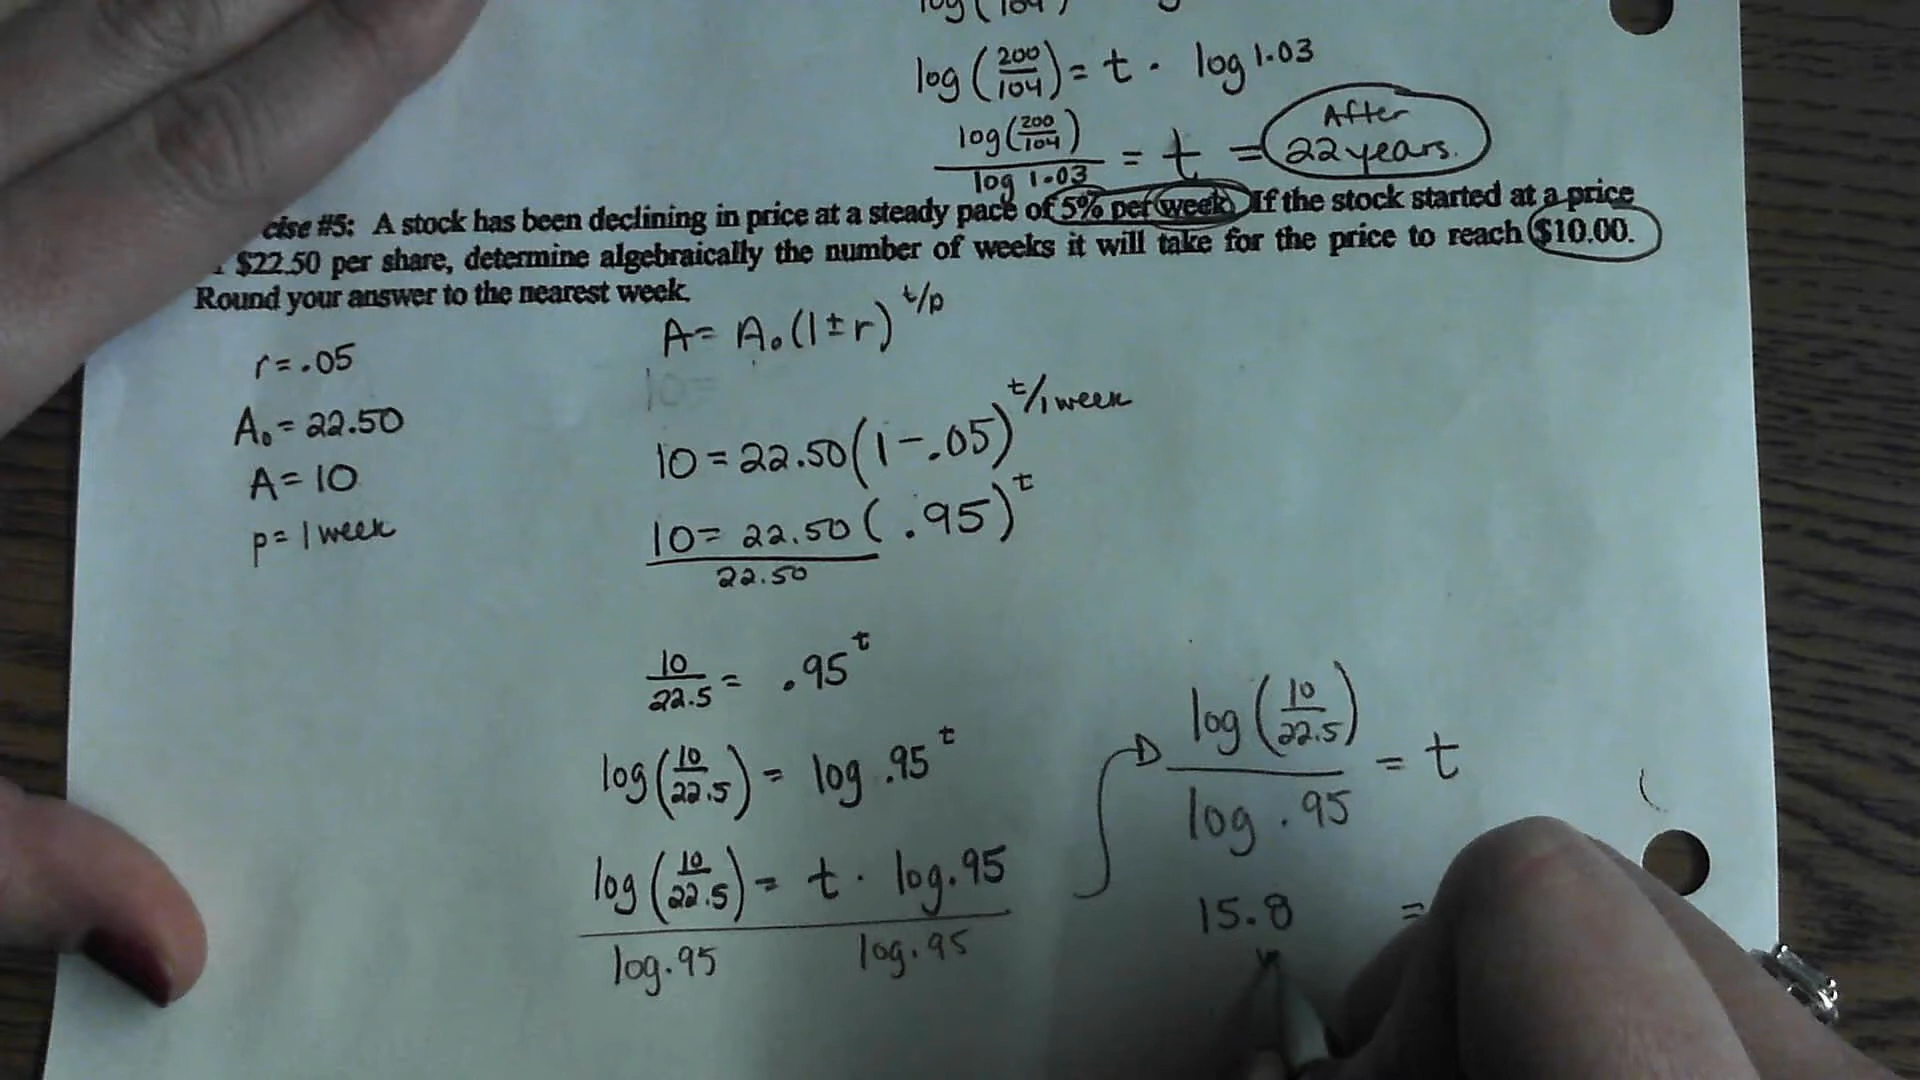 log(200/104) = t · log 1.03
log(200/104)/log 1.03 = t = After 22 years.
cise #5: A stock has been declining in price at a steady pace of 5% per week. If the stock started at a price
$22.50 per share, determine algebraically the number of weeks it will take for the price to reach $10.00.
Round your answer to the nearest week.
A = A₀(1 ± r)^t/p
r = .05
A₀ = 22.50
A = 10
p = 1 week
10 = 22.50(1 - .05)^t/1 week
10 = 22.50(.95)^t
22.50
10/22.5 = .95^t
log(10/22.5) = log .95^t
log(10/22.5) = t · log .95
log .95 log .95
log(10/22.5)/log .95 = t
15.8 =